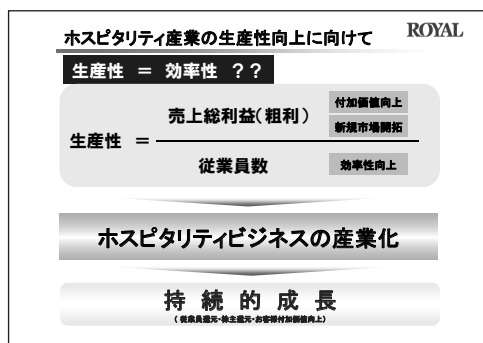 ホスピタリティ産業の生産性向上に向けて
ROYAL
生産性 = 効率性 ??
生産性 =
売上総利益(粗利)
付加価値向上
新規市場開拓
従業員数
効率性向上
ホスピタリティビジネスの産業化
持続的成長
(従業員還元・株主還元・お客様付加価値向上)